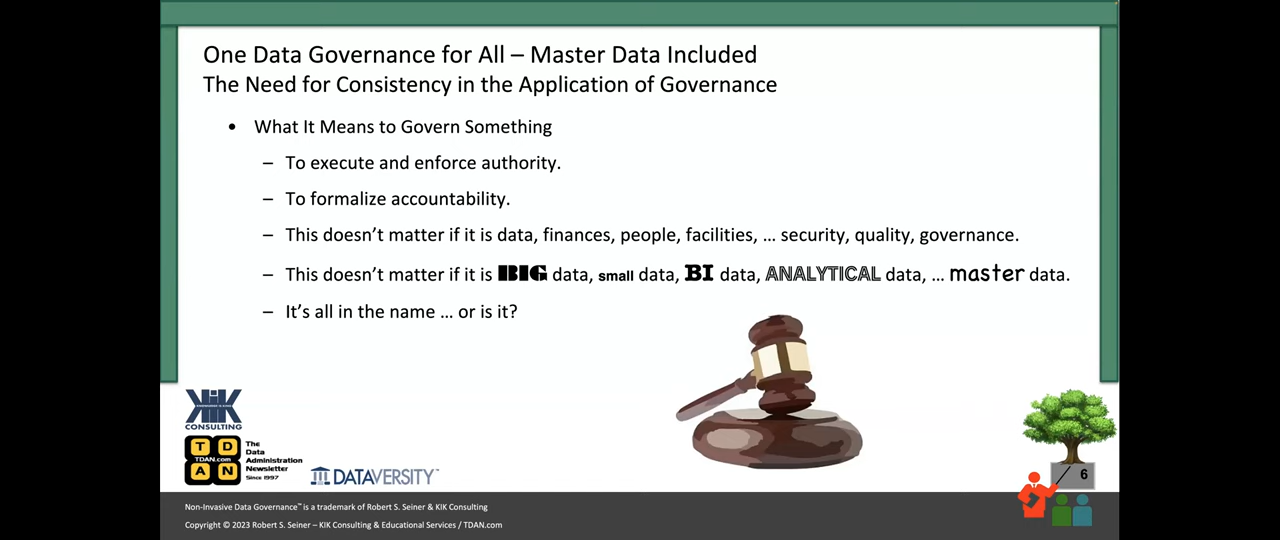 One Data Governance for All – Master Data Included
The Need for Consistency in the Application of Governance
• What It Means to Govern Something
– To execute and enforce authority.
– To formalize accountability.
– This doesn't matter if it is data, finances, people, facilities, … security, quality, governance.
– This doesn't matter if it is BIG data, small data, BI data, ANALYTICAL data, … master data.
– It's all in the name … or is it?
KIK
CONSULTING
T D
TDAN.com
A N
The
Data
Administration
Newsletter
Since 1997
DATAVERSITY™
6
Non-Invasive Data Governance™ is a trademark of Robert S. Seiner & KIK Consulting
Copyright © 2023 Robert S. Seiner – KIK Consulting & Educational Services / TDAN.com